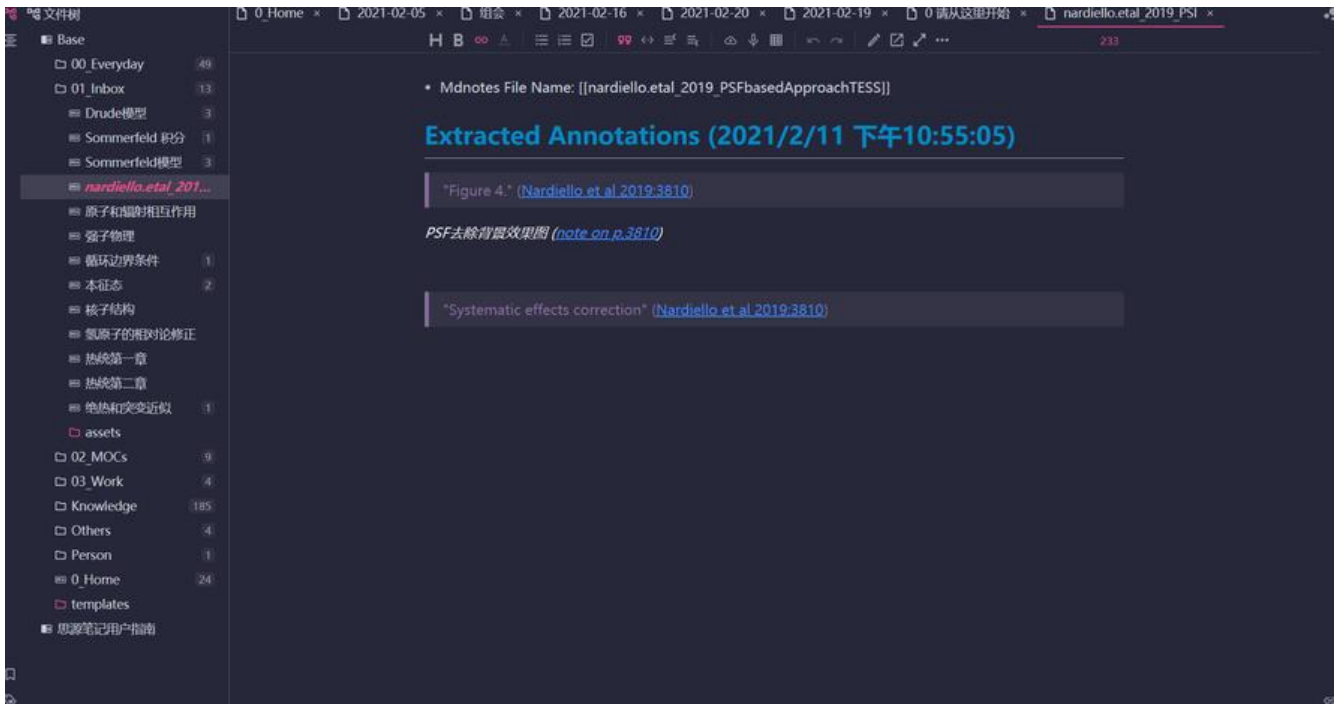 文件树
0_Home × 2021-02-05 × 组会 × 2021-02-16 × 2021-02-20 × 2021-02-19 × 0 请从这里开始 × nardiello.etal_2019_PSI ×
H B A
233
Base
00_Everyday 49
01_Inbox 13
Drude模型 3
Sommerfeld 积分 1
Sommerfeld模型 3
nardiello.etal_201...
原子和辐射相互作用
强子物理
循环边界条件 1
本征态 2
核子结构
氢原子的相对论修正
热统第一章
热统第二章
绝热和突变近似 1
assets
02_MOCs 9
03_Work 4
Knowledge 185
Others 4
Person 1
0_Home 24
templates
思源笔记用户指南
• Mdnotes File Name: [[nardiello.etal_2019_PSFbasedApproachTESS]]
Extracted Annotations (2021/2/11 下午10:55:05)
"Figure 4." (Nardiello et al 2019:3810)
PSF去除背景效果图 (note on p.3810)
"Systematic effects correction" (Nardiello et al 2019:3810)